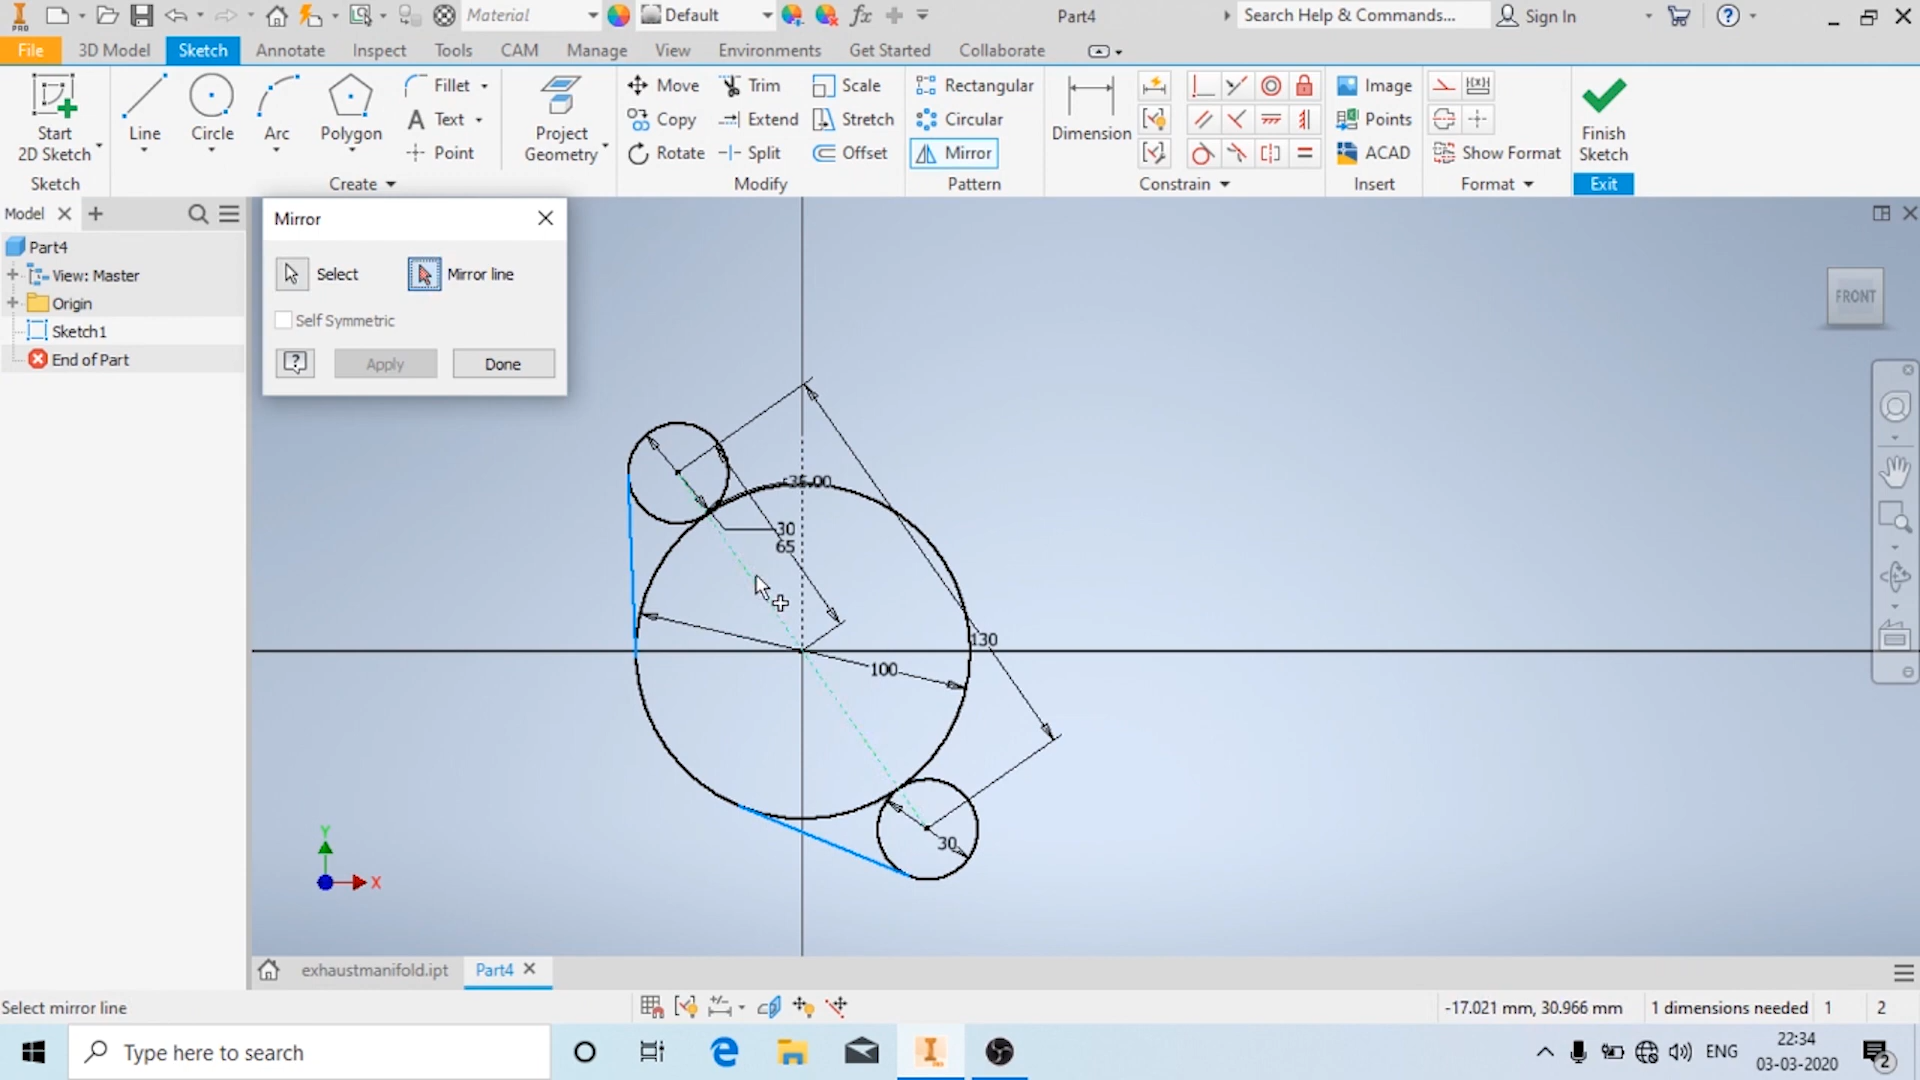 PRO Material Default fx Part4 Search Help & Commands... Sign In ?
File 3D Model Sketch Annotate Inspect Tools CAM Manage View Environments Get Started Collaborate
Start 2D Sketch
Line Circle Arc Polygon
Fillet
Text
Point
Project Geometry
Move Trim Scale
Copy Extend Stretch
Rotate Split Offset
Rectangular
Circular
Mirror
Dimension
Image
Points
ACAD
Show Format
Finish Sketch
Sketch Create Modify Pattern Constrain Insert Format Exit
Model
Part4
View: Master
Origin
Sketch1
End of Part
Mirror
Select Mirror line
Self Symmetric
? Apply Done
FRONT
35.00
30
65
130
100
30
Y
X
exhaustmanifold.ipt Part4
Select mirror line
-17.021 mm, 30.966 mm 1 dimensions needed 1 2
Type here to search
ENG
22:34
03-03-2020
2